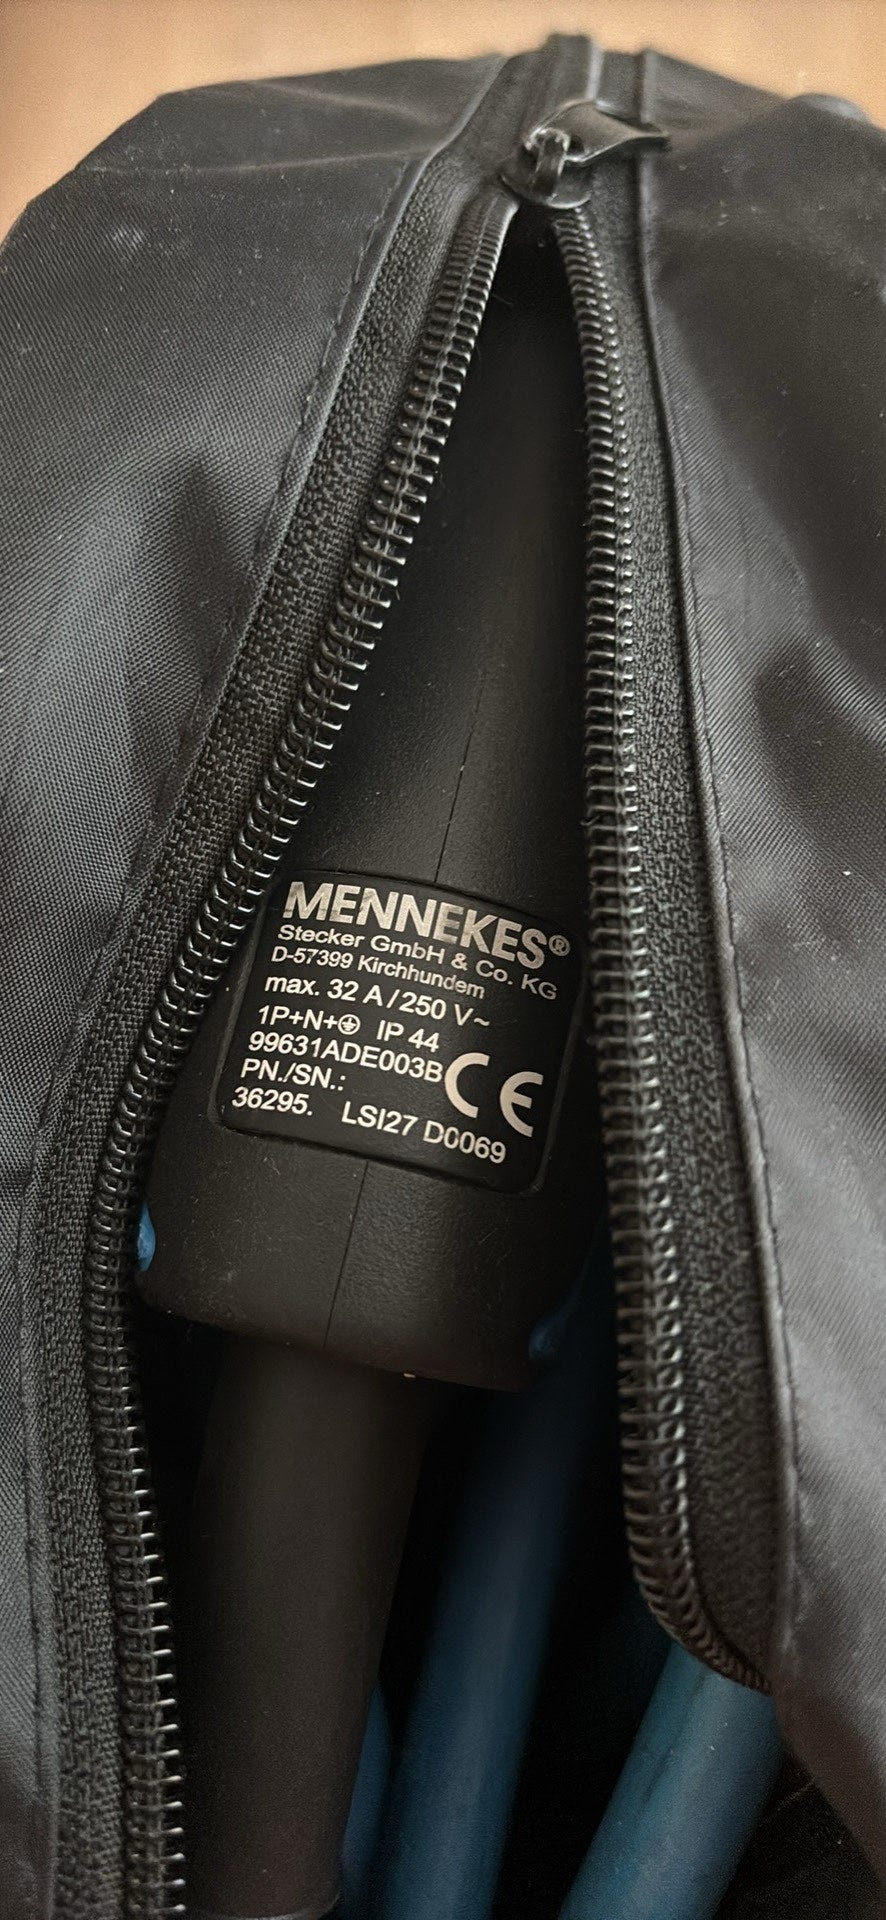 MENNEKES®
Stecker GmbH & Co. KG
D-57399 Kirchhundem
max. 32 A / 250 V~
1P+N+⏚ IP 44
99631ADE003B CE
PN./SN.:
36295. LSI27 D0069